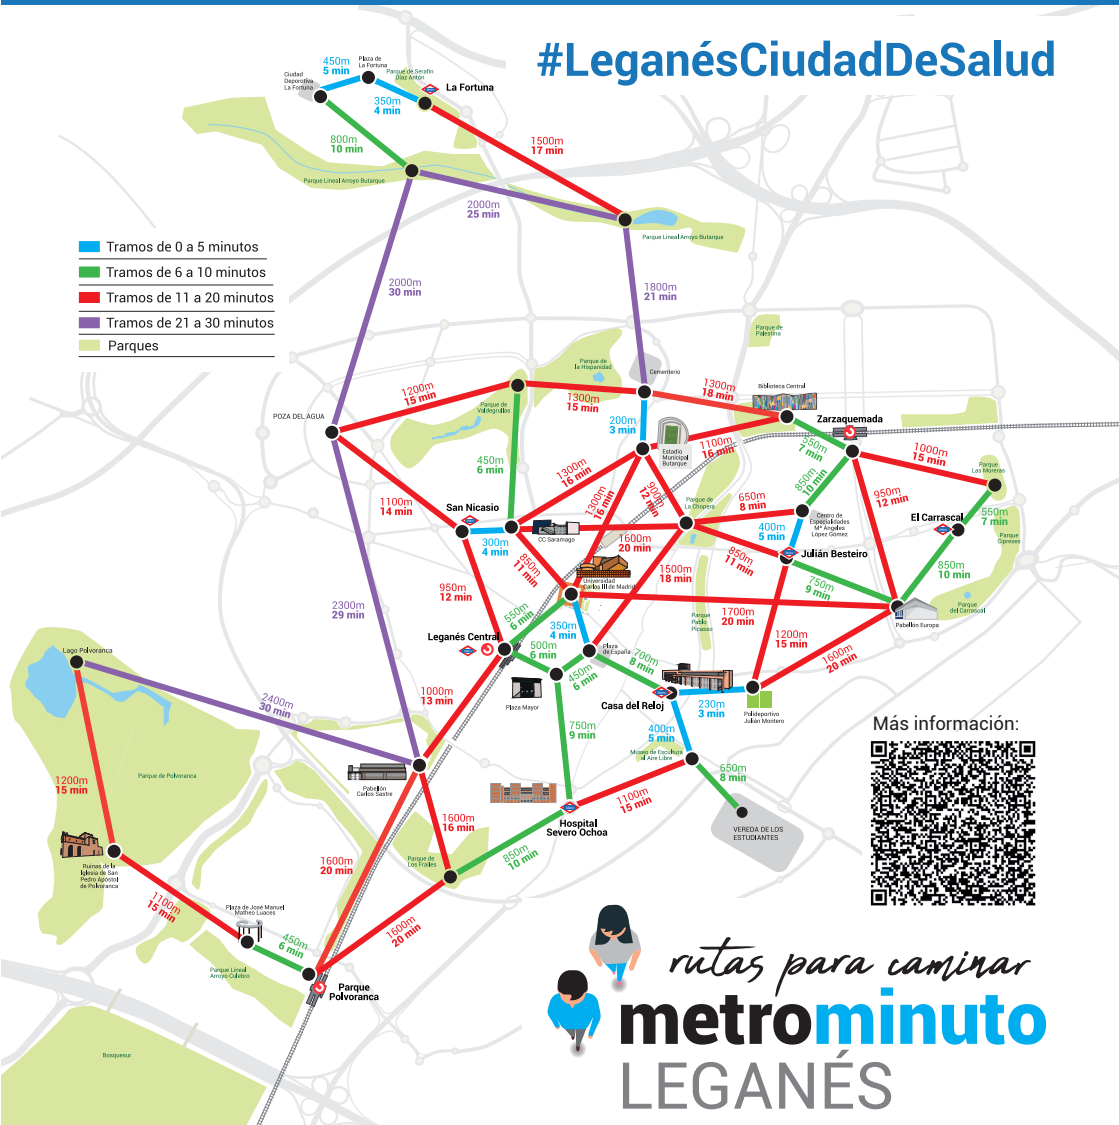 #LeganésCiudadDeSalud
450m
5 min
Plaza de
La Fortuna
Ciudad
Deporotiva
La Fortuna
Parque de Serafín
Díaz Antón
La Fortuna
350m
4 min
800m
10 min
1500m
17 min
Parque Lineal Arroyo Butarque
2000m
25 min
Parque Lineal Arroyo Butarque
Tramos de 0 a 5 minutos
Tramos de 6 a 10 minutos
Tramos de 11 a 20 minutos
Tramos de 21 a 30 minutos
Parques
2000m
30 min
1800m
21 min
Parque de
Palestina
Parque de
la Hispanidad
Cementerio
1200m
15 min
1300m
15 min
1300m
18 min
Biblioteca Central
Parque de
Valdegrullas
POZA DEL AGUA
200m
3 min
Estadio
Municipal
Butarque
1100m
16 min
Zarzaquemada
550m
7 min
1000m
15 min
Parque
Las Moreras
450m
6 min
1300m
16 min
1300m
16 min
900m
12 min
850m
10 min
950m
12 min
1100m
14 min
San Nicasio
Parque de
La Chopera
650m
8 min
Centro de
Especialidades
Mª Ángeles
López Gómez
El Carrascal
550m
7 min
Parque
Cipreses
300m
4 min
CC Saramago
1600m
20 min
400m
5 min
Julián Besteiro
850m
11 min
850m
11 min
1500m
18 min
850m
10 min
950m
12 min
Universidad
Carlos III de Madrid
750m
9 min
Parque
del Carrascal
Pabellón Europa
2300m
29 min
550m
6 min
350m
4 min
1700m
20 min
Parque
Pablo
Picasso
Leganés Central
500m
6 min
Plaza
de España
1200m
15 min
1600m
20 min
Lago Polvoranca
450m
6 min
700m
8 min
2400m
30 min
1000m
13 min
Plaza Mayor
Casa del Reloj
230m
3 min
Polideportivo
Julián Montero
750m
9 min
400m
5 min
Más información:
Museo de Escultura
al Aire Libre
650m
8 min
Parque de Polvoranca
1200m
15 min
Pabellón
Carlos Sastre
1600m
16 min
1100m
15 min
Hospital
Severo Ochoa
VEREDA DE LOS
ESTUDIANTES
Ruinas de la
Iglesia de San
Pedro Apóstol
de Polvoranca
1600m
20 min
Parque de
Los Frailes
850m
10 min
1100m
15 min
Plaza de José Manuel
Matheo Luaces
450m
6 min
1600m
20 min
Parque Lineal
Arroyo Culebro
Parque
Polvoranca
Bosquesur
rutas para caminar
metrominuto
LEGANÉS